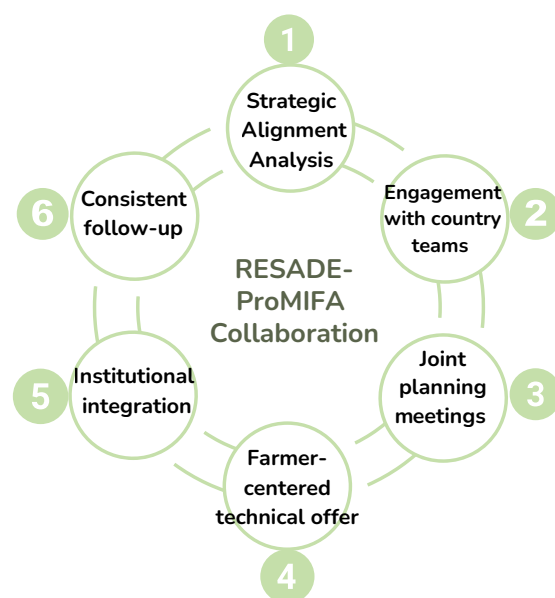 1
Strategic
Alignment
Analysis
2
Engagement
with country
teams
3
Joint
planning
meetings
4
Farmer-
centered
technical offer
5
Institutional
integration
6
Consistent
follow-up
RESADE-
ProMIFA
Collaboration